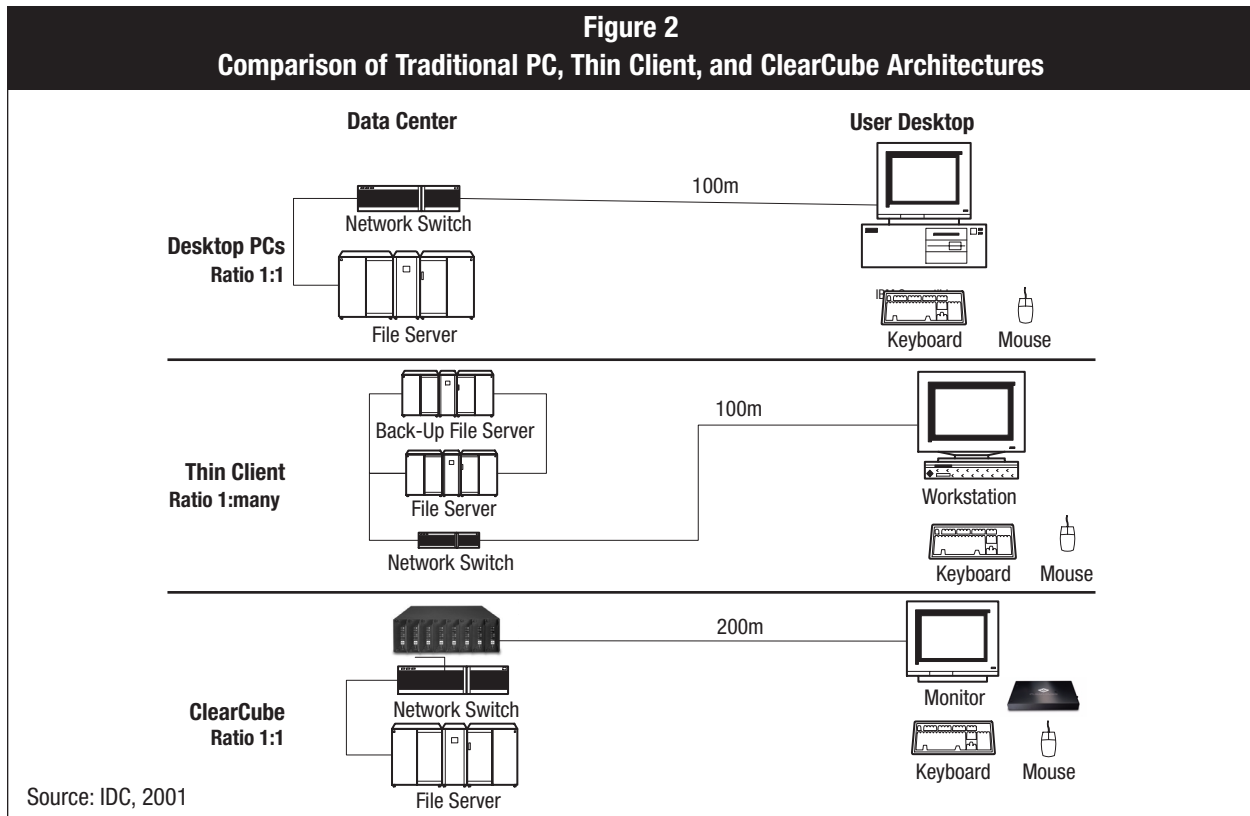 Figure 2
Comparison of Traditional PC, Thin Client, and ClearCube Architectures
Data Center
User Desktop
100m
Network Switch
Desktop PCs
Ratio 1:1
File Server
Keyboard
Mouse
Back-Up File Server
100m
Thin Client
Ratio 1:many
File Server
Workstation
Network Switch
Keyboard
Mouse
200m
Monitor
Network Switch
ClearCube
Ratio 1:1
Keyboard
Mouse
File Server
Source: IDC, 2001